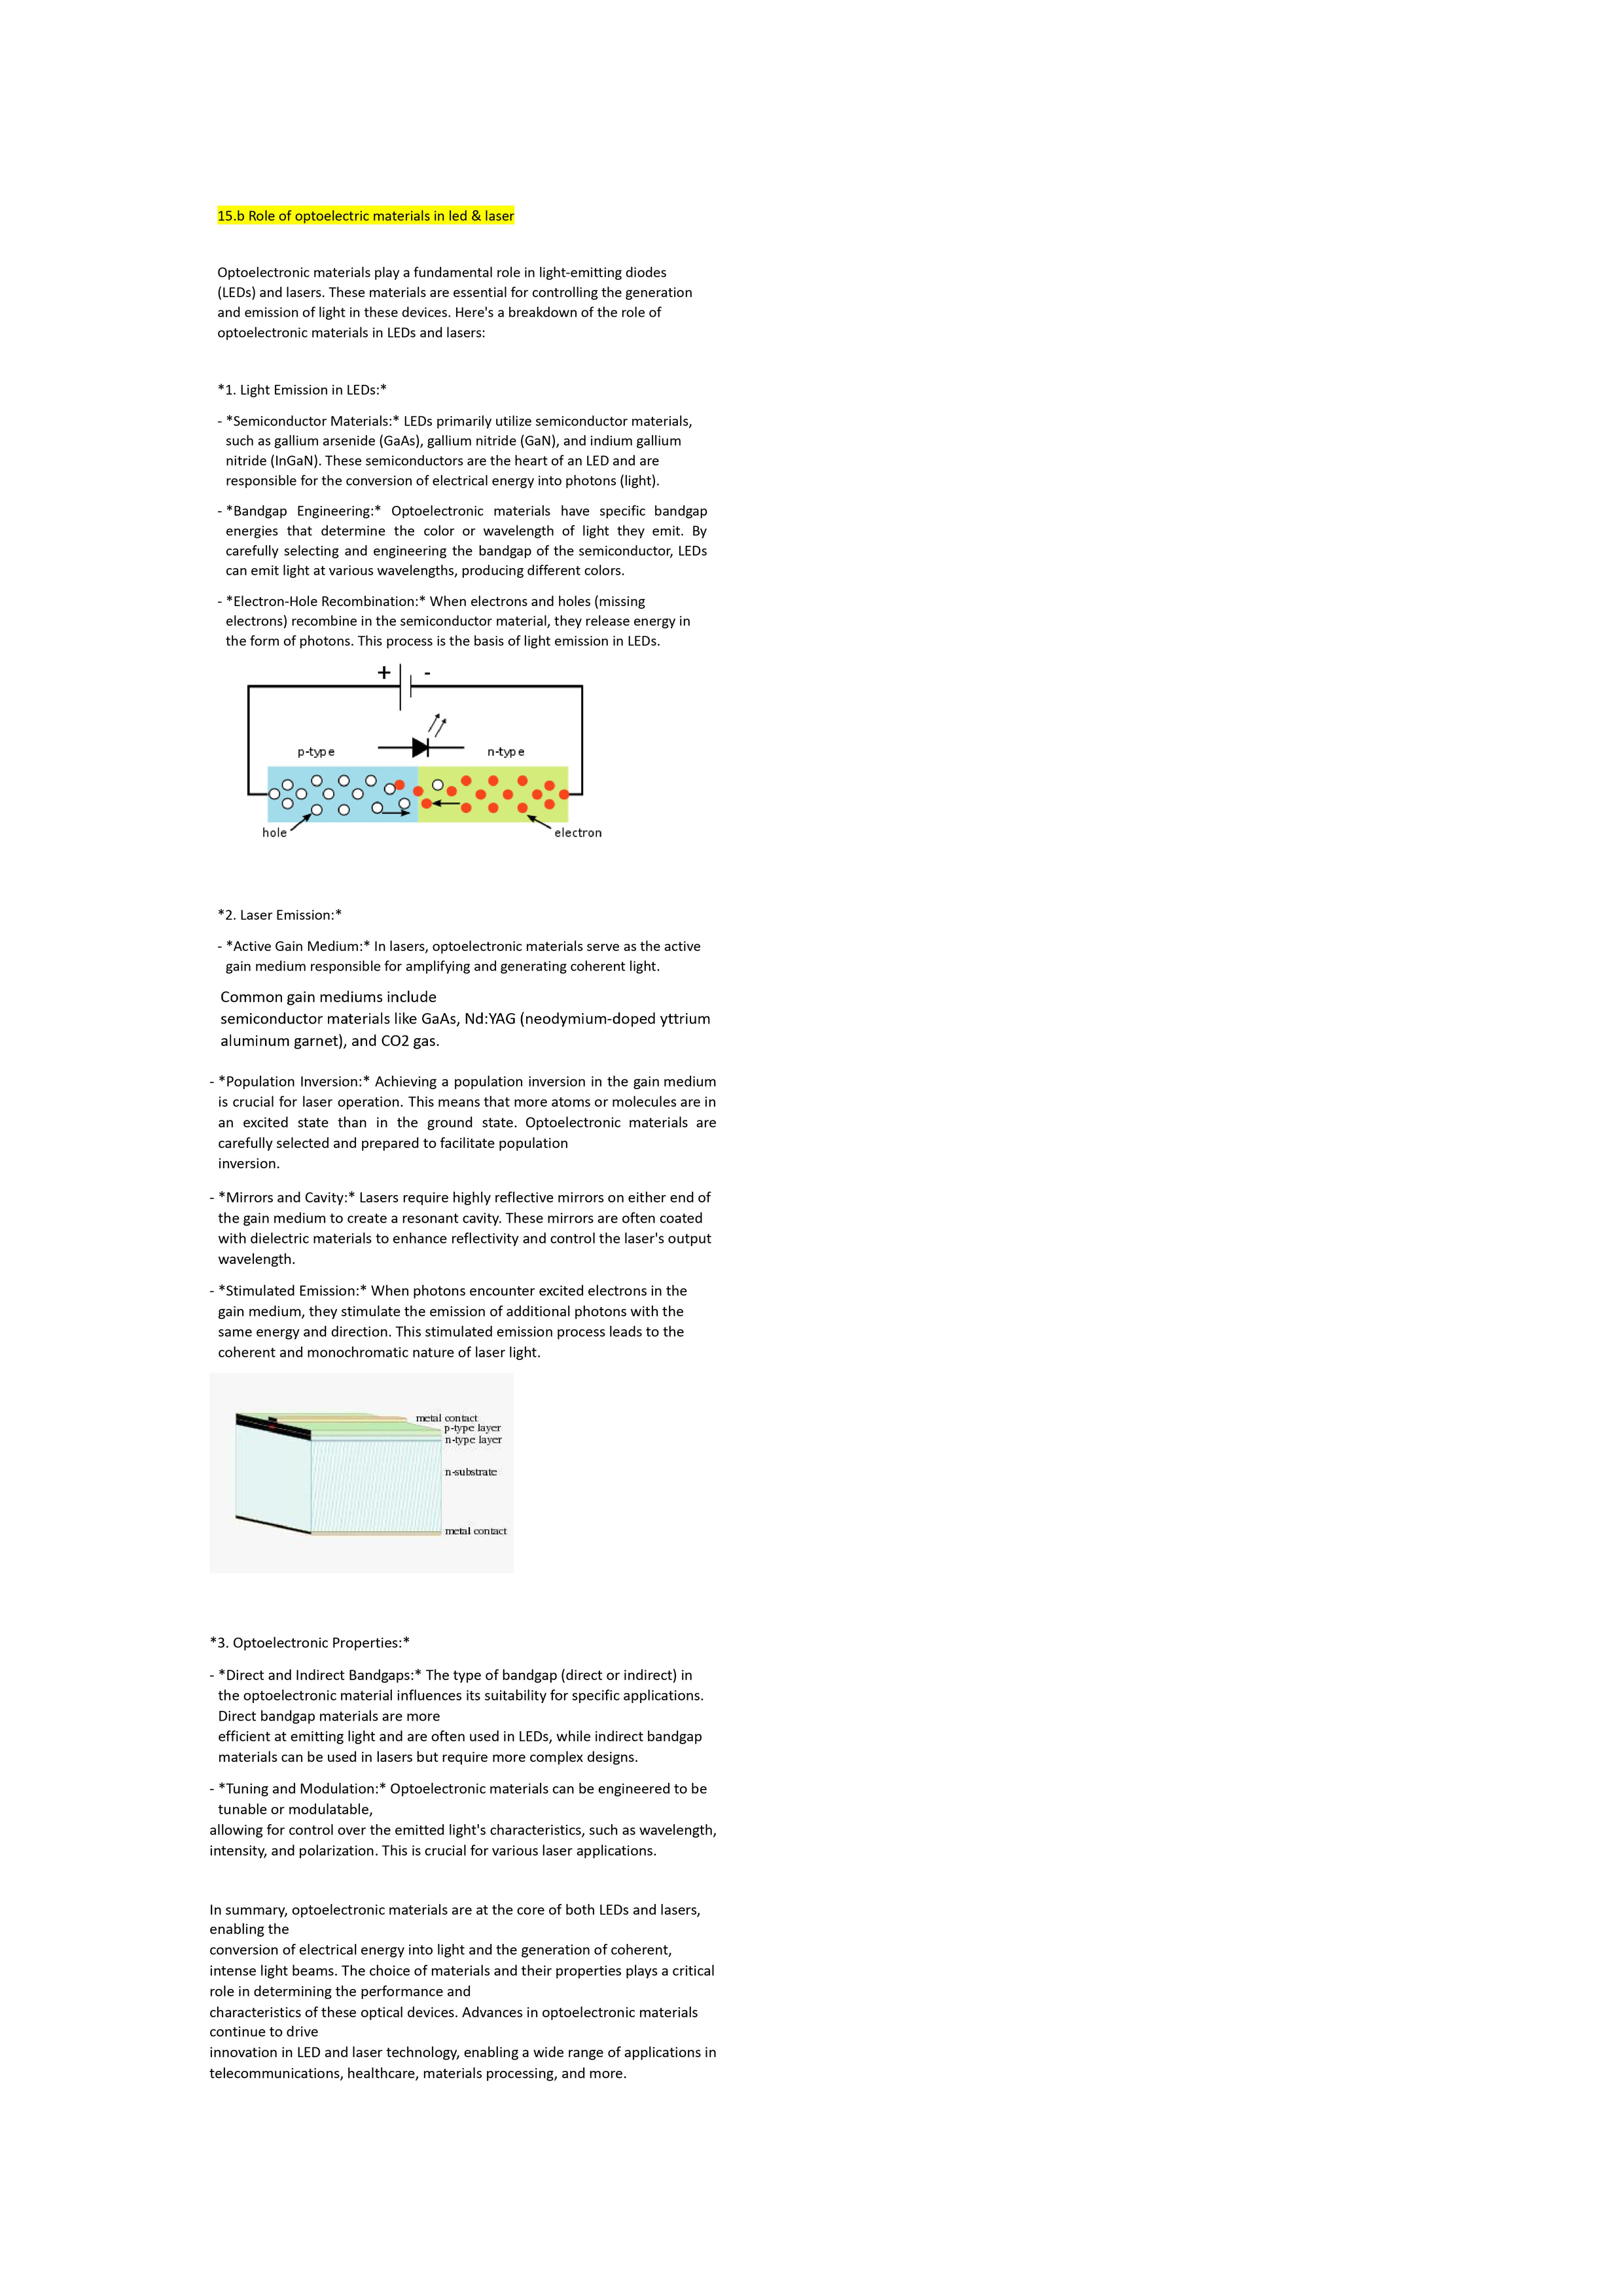 15.b Role of optoelectric materials in led & laser
Optoelectronic materials play a fundamental role in light-emitting diodes
(LEDs) and lasers. These materials are essential for controlling the generation
and emission of light in these devices. Here's a breakdown of the role of
optoelectronic materials in LEDs and lasers:
*1. Light Emission in LEDs:*
- *Semiconductor Materials:* LEDs primarily utilize semiconductor materials,
such as gallium arsenide (GaAs), gallium nitride (GaN), and indium gallium
nitride (InGaN). These semiconductors are the heart of an LED and are
responsible for the conversion of electrical energy into photons (light).
- *Bandgap Engineering:* Optoelectronic materials have specific bandgap
energies that determine the color or wavelength of light they emit. By
carefully selecting and engineering the bandgap of the semiconductor, LEDs
can emit light at various wavelengths, producing different colors.
- *Electron-Hole Recombination:* When electrons and holes (missing
electrons) recombine in the semiconductor material, they release energy in
the form of photons. This process is the basis of light emission in LEDs.
+ -
p-type n-type
hole electron
*2. Laser Emission:*
- *Active Gain Medium:* In lasers, optoelectronic materials serve as the active
gain medium responsible for amplifying and generating coherent light.
Common gain mediums include
semiconductor materials like GaAs, Nd:YAG (neodymium-doped yttrium
aluminum garnet), and CO2 gas.
- *Population Inversion:* Achieving a population inversion in the gain medium
is crucial for laser operation. This means that more atoms or molecules are in
an excited state than in the ground state. Optoelectronic materials are
carefully selected and prepared to facilitate population
inversion.
- *Mirrors and Cavity:* Lasers require highly reflective mirrors on either end of
the gain medium to create a resonant cavity. These mirrors are often coated
with dielectric materials to enhance reflectivity and control the laser's output
wavelength.
- *Stimulated Emission:* When photons encounter excited electrons in the
gain medium, they stimulate the emission of additional photons with the
same energy and direction. This stimulated emission process leads to the
coherent and monochromatic nature of laser light.
metal contact
p-type layer
n-type layer
n-substrate
metal contact
*3. Optoelectronic Properties:*
- *Direct and Indirect Bandgaps:* The type of bandgap (direct or indirect) in
the optoelectronic material influences its suitability for specific applications.
Direct bandgap materials are more
efficient at emitting light and are often used in LEDs, while indirect bandgap
materials can be used in lasers but require more complex designs.
- *Tuning and Modulation:* Optoelectronic materials can be engineered to be
tunable or modulatable,
allowing for control over the emitted light's characteristics, such as wavelength,
intensity, and polarization. This is crucial for various laser applications.
In summary, optoelectronic materials are at the core of both LEDs and lasers,
enabling the
conversion of electrical energy into light and the generation of coherent,
intense light beams. The choice of materials and their properties plays a critical
role in determining the performance and
characteristics of these optical devices. Advances in optoelectronic materials
continue to drive
innovation in LED and laser technology, enabling a wide range of applications in
telecommunications, healthcare, materials processing, and more.